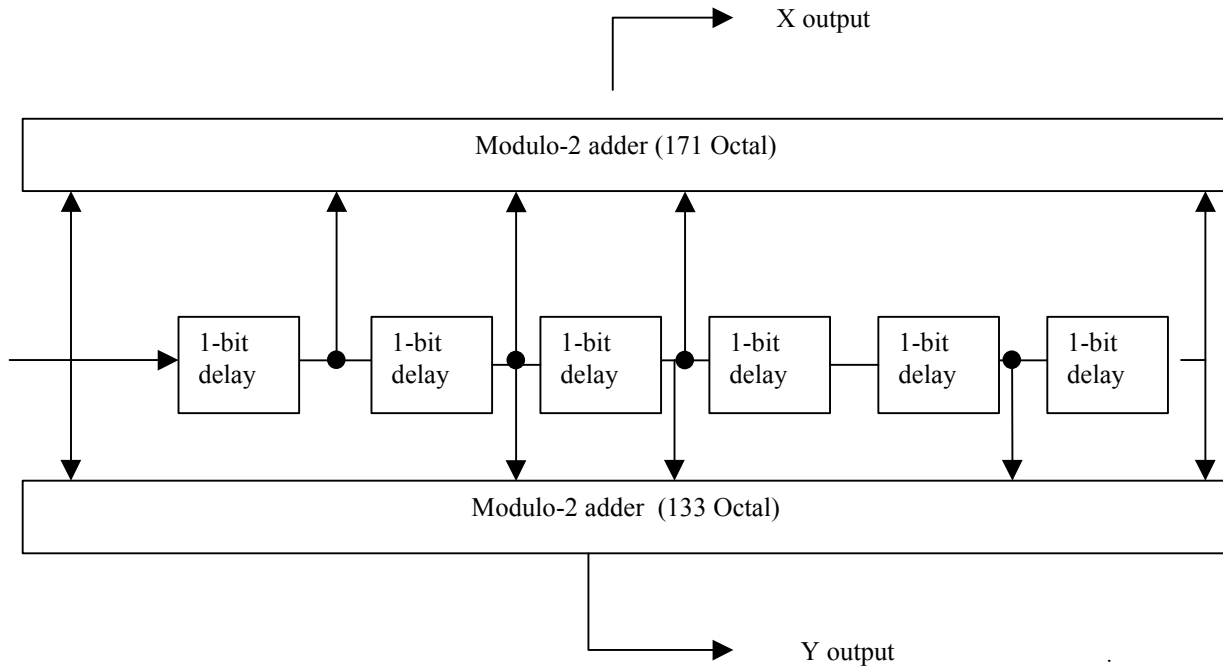 X output
Modulo-2 adder (171 Octal)
1-bit
delay
1-bit
delay
1-bit
delay
1-bit
delay
1-bit
delay
1-bit
delay
Modulo-2 adder (133 Octal)
Y output
.